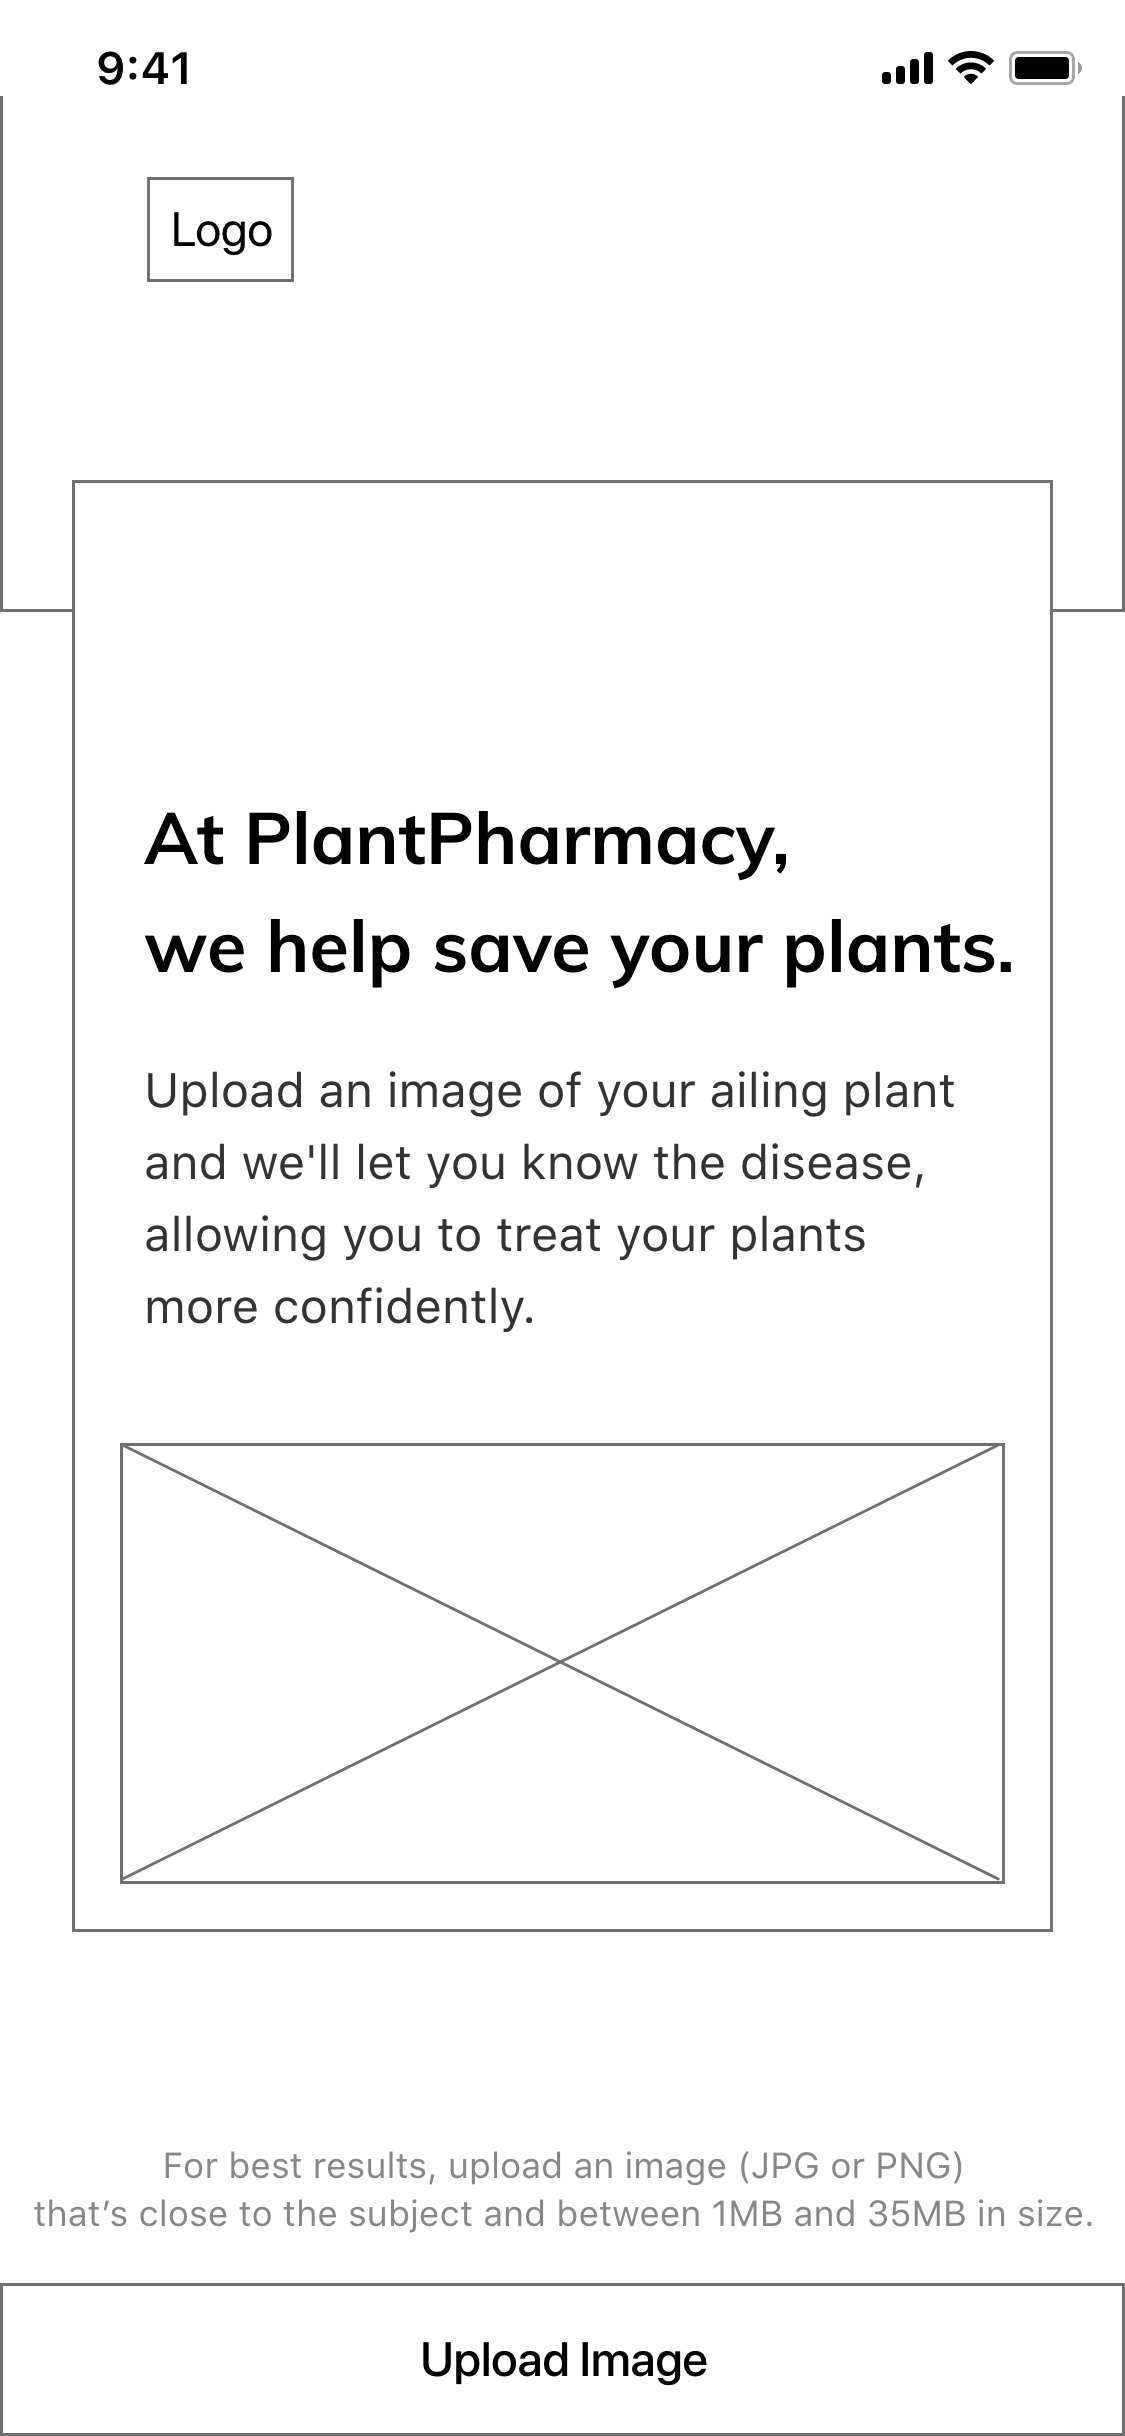 9:41
Logo
At PlantPharmacy,
we help save your plants.
Upload an image of your ailing plant
and we'll let you know the disease,
allowing you to treat your plants
more confidently.
For best results, upload an image (JPG or PNG)
that’s close to the subject and between 1MB and 35MB in size.
Upload Image